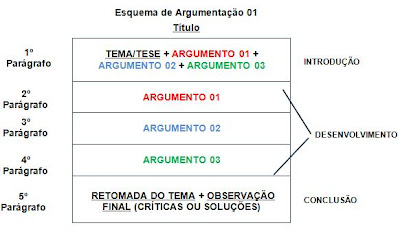 Esquema de Argumentação 01
Título
1º
Parágrafo
TEMA/TESE + ARGUMENTO 01 +
ARGUMENTO 02 + ARGUMENTO 03
INTRODUÇÃO
2º
Parágrafo
ARGUMENTO 01
3º
Parágrafo
ARGUMENTO 02
DESENVOLVIMENTO
4º
Parágrafo
ARGUMENTO 03
5º
Parágrafo
RETOMADA DO TEMA + OBSERVAÇÃO
FINAL (CRÍTICAS OU SOLUÇÕES)
CONCLUSÃO